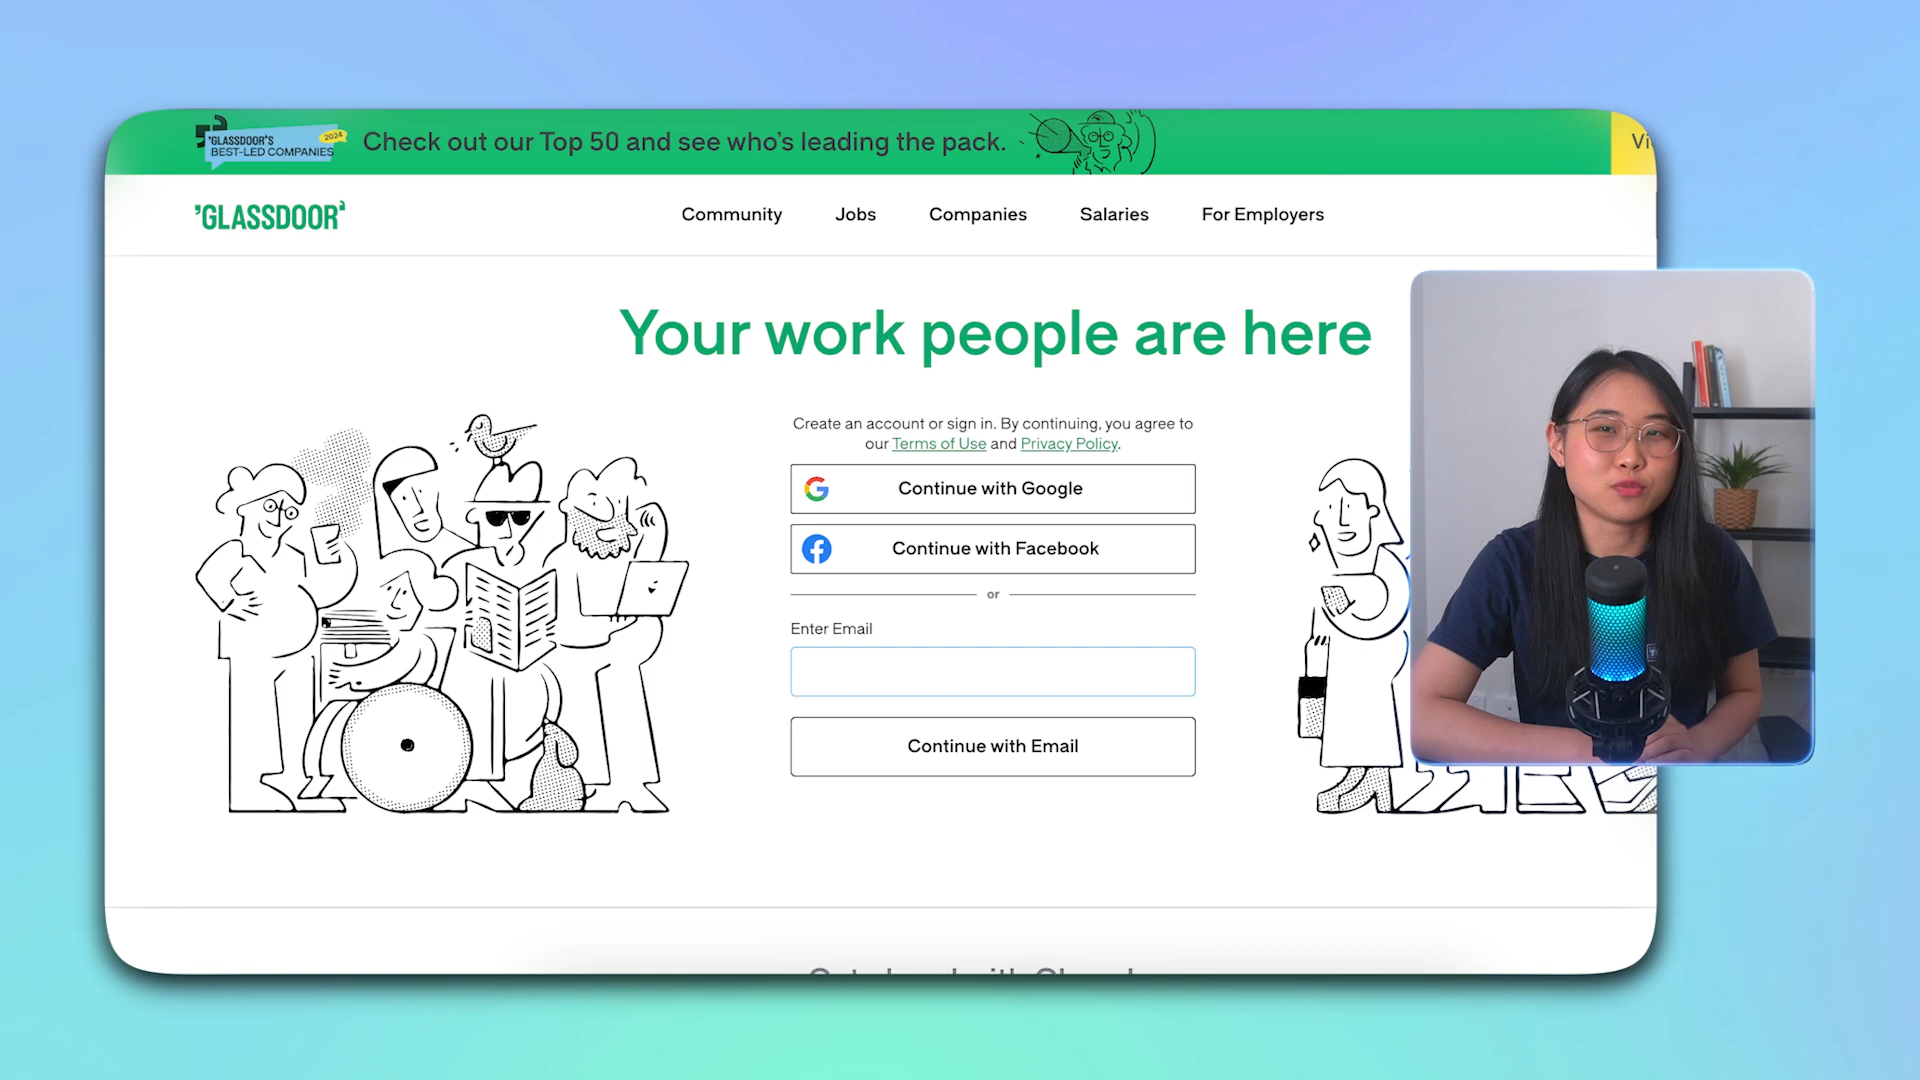 'GLASSDOOR'S
BEST-LED COMPANIES
2024
Check out our Top 50 and see who's leading the pack.
'GLASSDOOR'
Community
Jobs
Companies
Salaries
For Employers
Your work people are here
Create an account or sign in. By continuing, you agree to
our Terms of Use and Privacy Policy.
Continue with Google
Continue with Facebook
or
Enter Email
Continue with Email